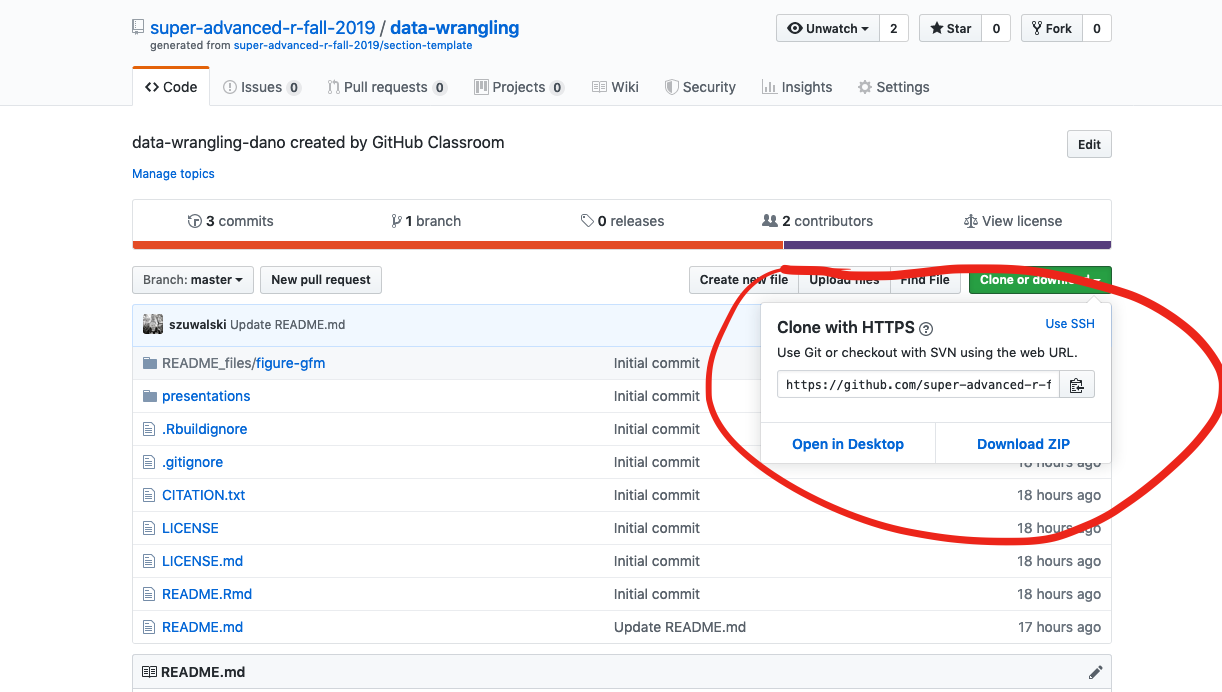 super-advanced-r-fall-2019 / data-wrangling
generated from super-advanced-r-fall-2019/section-template
Unwatch 2 Star 0 Fork 0
Code Issues 0 Pull requests 0 Projects 0 Wiki Security Insights Settings
data-wrangling-dano created by GitHub Classroom
Edit
Manage topics
3 commits 1 branch 0 releases 2 contributors View license
Branch: master New pull request Create new file Upload files Find File Clone or download
szuwalski Update README.md
Clone with HTTPS ? Use SSH
Use Git or checkout with SVN using the web URL.
https://github.com/super-advanced-r-f
Open in Desktop Download ZIP
README_files/figure-gfm Initial commit
presentations Initial commit
.Rbuildignore Initial commit
.gitignore Initial commit 18 hours ago
CITATION.txt Initial commit 18 hours ago
LICENSE Initial commit 18 hours ago
LICENSE.md Initial commit 18 hours ago
README.Rmd Initial commit 18 hours ago
README.md Update README.md 17 hours ago
README.md